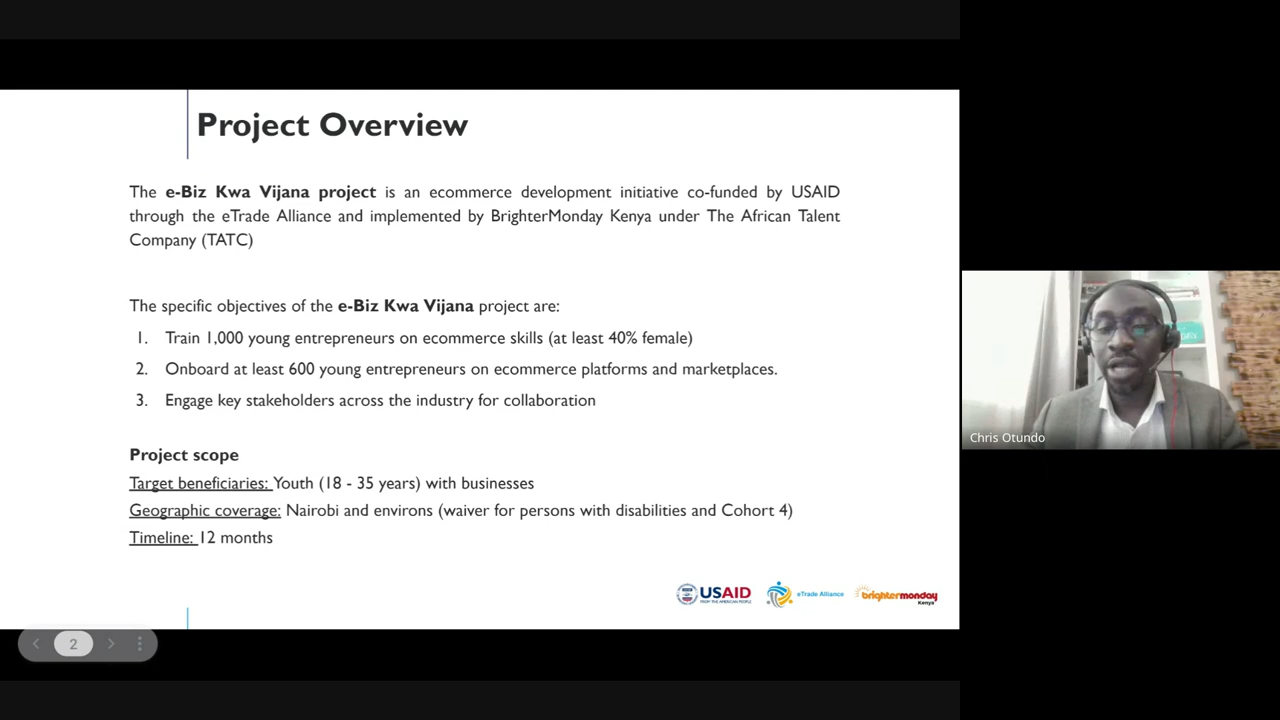 Project Overview
The e-Biz Kwa Vijana project is an ecommerce development initiative co-funded by USAID
through the eTrade Alliance and implemented by BrighterMonday Kenya under The African Talent
Company (TATC)
The specific objectives of the e-Biz Kwa Vijana project are:
1. Train 1,000 young entrepreneurs on ecommerce skills (at least 40% female)
2. Onboard at least 600 young entrepreneurs on ecommerce platforms and marketplaces.
3. Engage key stakeholders across the industry for collaboration
Project scope
Target beneficiaries: Youth (18 - 35 years) with businesses
Geographic coverage: Nairobi and environs (waiver for persons with disabilities and Cohort 4)
Timeline: 12 months
USAID
FROM THE AMERICAN PEOPLE
eTrade Alliance
brightermonday
Kenya
2
Chris Otundo